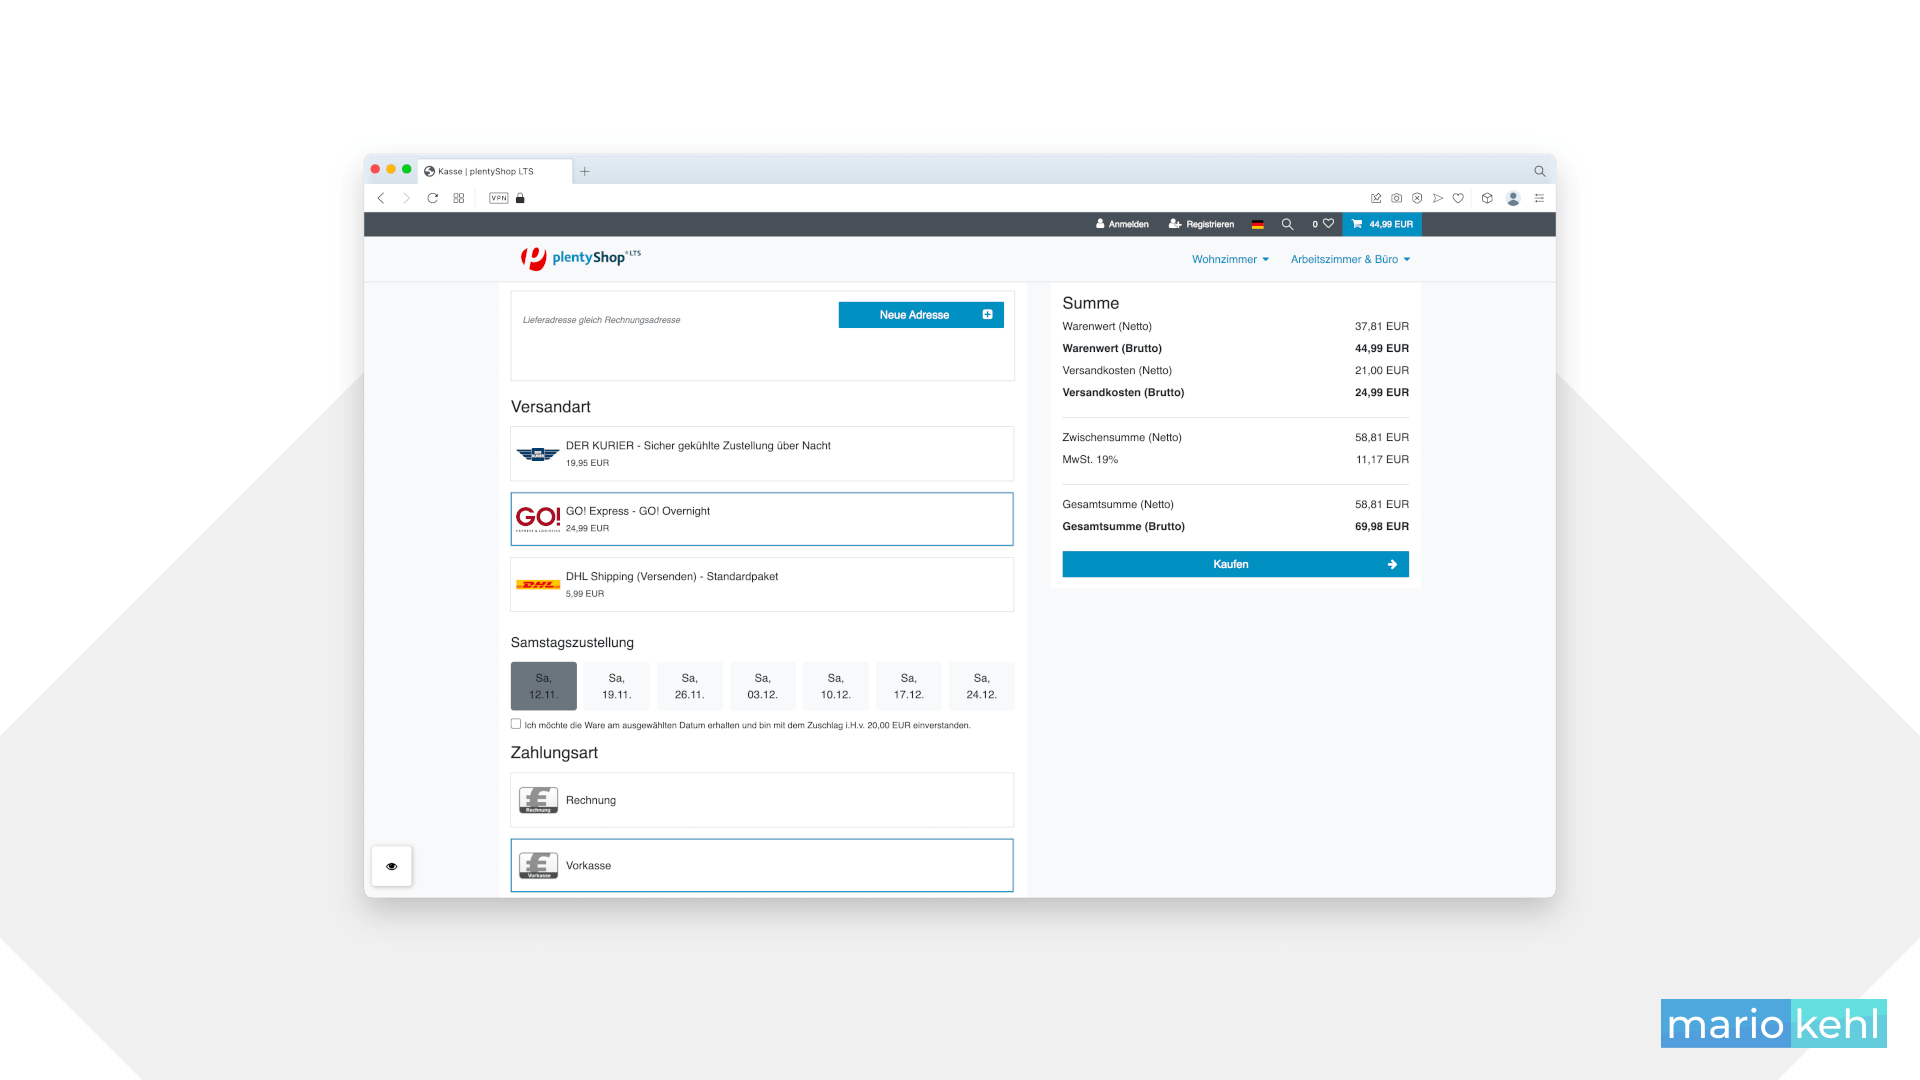 Kasse | plentyShop LTS
VPN
Anmelden
Registrieren
0
44,99 EUR
plentyShop®LTS
Wohnzimmer
Arbeitszimmer & Büro
Lieferadresse gleich Rechnungsadresse
Neue Adresse
Versandart
DER KURIER
DER KURIER - Sicher gekühlte Zustellung über Nacht
19,95 EUR
GO!
EXPRESS & LOGISTICS
GO! Express - GO! Overnight
24,99 EUR
DHL
DHL Shipping (Versenden) - Standardpaket
5,99 EUR
Samstagszustellung
Sa, 12.11.
Sa, 19.11.
Sa, 26.11.
Sa, 03.12.
Sa, 10.12.
Sa, 17.12.
Sa, 24.12.
Ich möchte die Ware am ausgewählten Datum erhalten und bin mit dem Zuschlag i.H.v. 20,00 EUR einverstanden.
Zahlungsart
Rechnung
Rechnung
Vorkasse
Vorkasse
Summe
Warenwert (Netto) 37,81 EUR
Warenwert (Brutto) 44,99 EUR
Versandkosten (Netto) 21,00 EUR
Versandkosten (Brutto) 24,99 EUR
Zwischensumme (Netto) 58,81 EUR
MwSt. 19% 11,17 EUR
Gesamtsumme (Netto) 58,81 EUR
Gesamtsumme (Brutto) 69,98 EUR
Kaufen
mario kehl